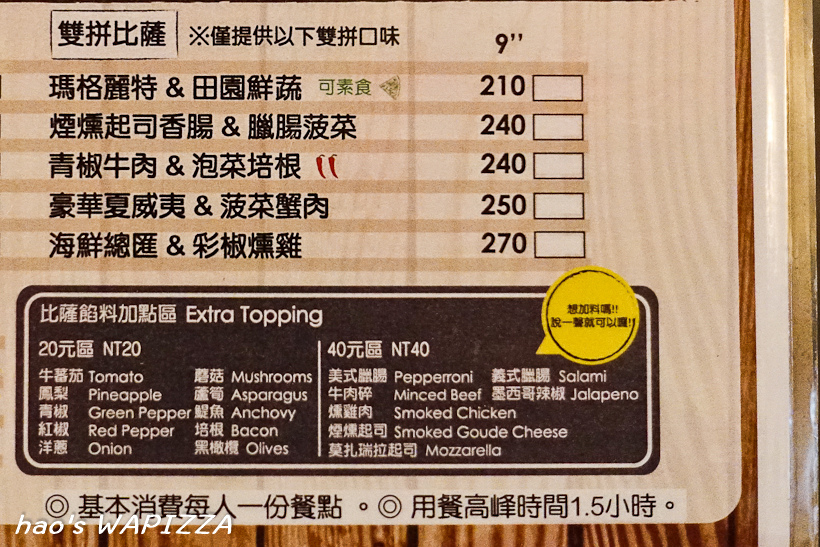 雙拼比薩 ※僅提供以下雙拼口味 9’’
瑪格麗特 & 田園鮮蔬 可素食 210
煙燻起司香腸 & 臘腸菠菜 240
青椒牛肉 & 泡菜培根 240
豪華夏威夷 & 菠菜蟹肉 250
海鮮總匯 & 彩椒燻雞 270
想加料嗎!!
說一聲就可以囉!!
比薩餡料加點區 Extra Topping
20元區 NT20
牛蕃茄 Tomato 蘑菇 Mushrooms
鳳梨 Pineapple 蘆筍 Asparagus
青椒 Green Pepper 鯷魚 Anchovy
紅椒 Red Pepper 培根 Bacon
洋蔥 Onion 黑橄欖 Olives
40元區 NT40
美式臘腸 Pepperroni 義式臘腸 Salami
牛肉碎 Minced Beef 墨西哥辣椒 Jalapeno
燻雞肉 Smoked Chicken
煙燻起司 Smoked Goude Cheese
莫扎瑞拉起司 Mozzarella
◎ 基本消費每人一份餐點 。◎ 用餐高峰時間1.5小時。
hao's WAPIZZA